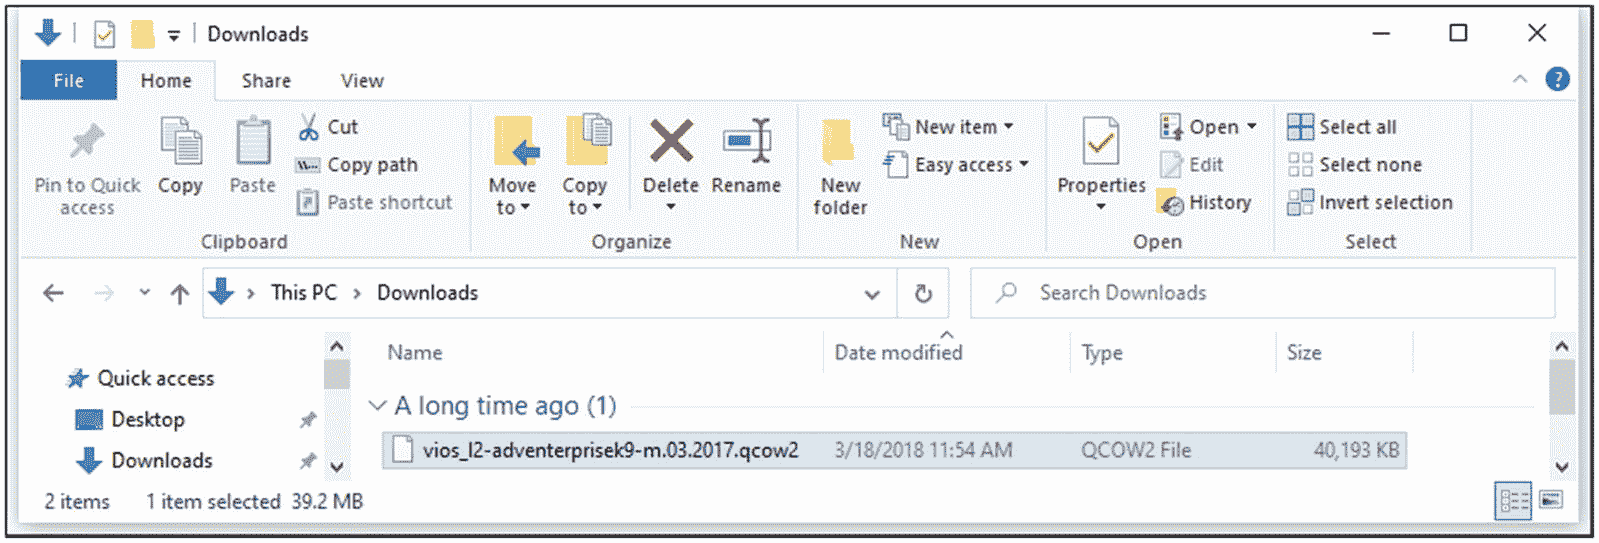 Downloads
File Home Share View
Pin to Quick access
Copy
Paste
Cut
Copy path
Paste shortcut
Clipboard
Move to
Copy to
Delete
Rename
Organize
New folder
New item
Easy access
New
Properties
Open
Edit
History
Open
Select all
Select none
Invert selection
Select
This PC > Downloads
Search Downloads
Name Date modified Type Size
Quick access
Desktop
Downloads
A long time ago (1)
vios_l2-adventerprisek9-m.03.2017.qcow2 3/18/2018 11:54 AM QCOW2 File 40,193 KB
2 items 1 item selected 39.2 MB